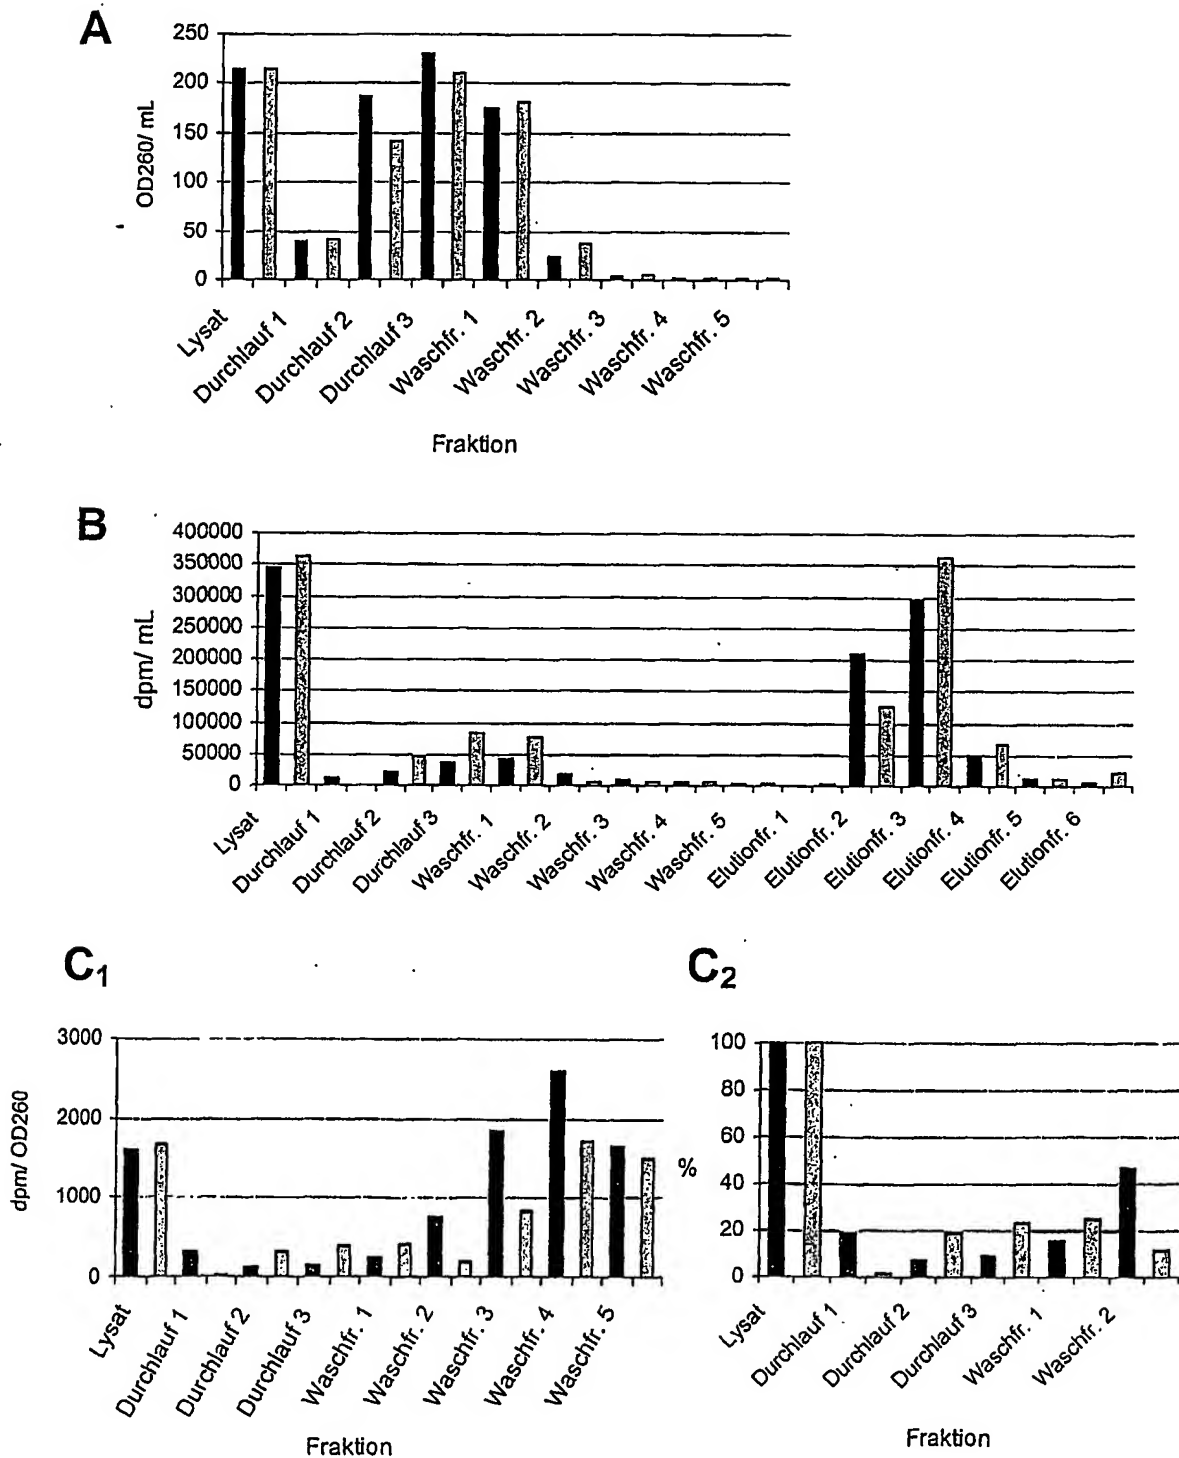 A
250
200
150
100
50
0
OD260/ mL
Lysat
Durchlauf 1
Durchlauf 2
Durchlauf 3
Waschfr. 1
Waschfr. 2
Waschfr. 3
Waschfr. 4
Waschfr. 5
Fraktion
B
400000
350000
300000
250000
200000
150000
100000
50000
0
dpm/ mL
Lysat
Durchlauf 1
Durchlauf 2
Durchlauf 3
Waschfr. 1
Waschfr. 2
Waschfr. 3
Waschfr. 4
Waschfr. 5
Elutionfr. 1
Elutionfr. 2
Elutionfr. 3
Elutionfr. 4
Elutionfr. 5
Elutionfr. 6
C1
3000
2000
1000
0
dpm/ OD260
Lysat
Durchlauf 1
Durchlauf 2
Durchlauf 3
Waschfr. 1
Waschfr. 2
Waschfr. 3
Waschfr. 4
Waschfr. 5
Fraktion
C2
100
80
60
40
20
0
%
Lysat
Durchlauf 1
Durchlauf 2
Durchlauf 3
Waschfr. 1
Waschfr. 2
Fraktion